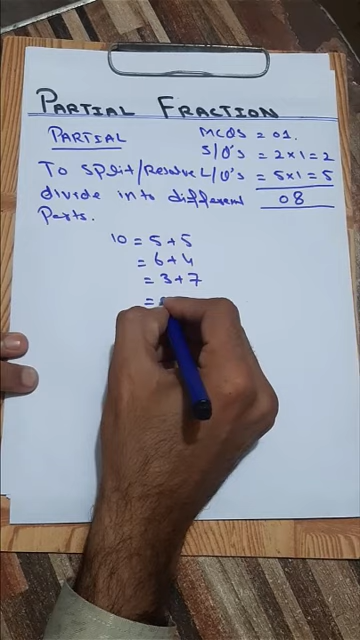 PARTIAL FRACTION
PARTIAL
MCQS = 01.
S/Q'S = 2×1=2
To Split/Resolve L/Q'S = 5×1=5
divide into different 08
Parts.
10 = 5+5
= 6+4
= 3+7
=